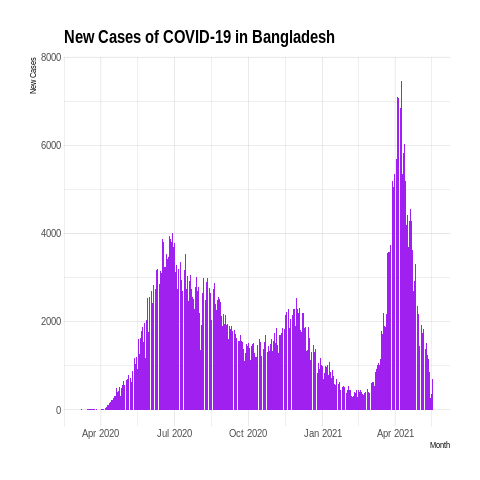 New Cases of COVID-19 in Bangladesh
New Cases
8000
6000
4000
2000
0
Apr 2020 Jul 2020 Oct 2020 Jan 2021 Apr 2021
Month